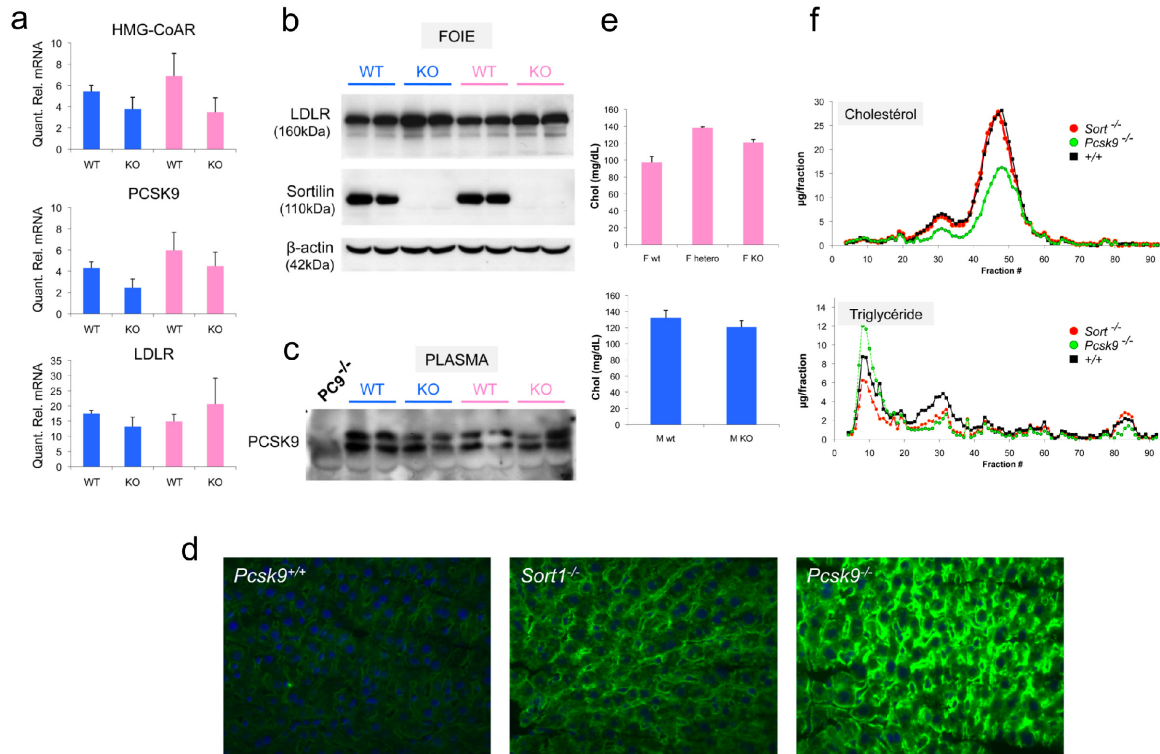 a
HMG-CoAR
Quant. Rel. mRNA
10
8
6
4
2
0
WT
KO
WT
KO
PCSK9
Quant. Rel. mRNA
10
8
6
4
2
0
WT
KO
WT
KO
LDLR
Quant. Rel. mRNA
35
30
25
20
15
10
5
0
WT
KO
WT
KO
b
FOIE
WT
KO
WT
KO
LDLR
(160kDa)
Sortilin
(110kDa)
β-actin
(42kDa)
c
PLASMA
PC9-/-
WT
KO
WT
KO
PCSK9
e
Chol (mg/dL)
160
140
120
100
80
60
40
20
0
F wt
F hetero
F KO
Chol (mg/dL)
160
140
120
100
80
60
40
20
0
M wt
M KO
f
Cholestérol
Sort -/-
Pcsk9 -/-
+/+
µg/fraction
30
25
20
15
10
5
0
0
10
20
30
40
50
60
70
80
90
Fraction #
Triglycéride
Sort -/-
Pcsk9 -/-
+/+
µg/fraction
14
12
10
8
6
4
2
0
0
10
20
30
40
50
60
70
80
90
Fraction #
d
Pcsk9+/+
Sort1-/-
Pcsk9-/-